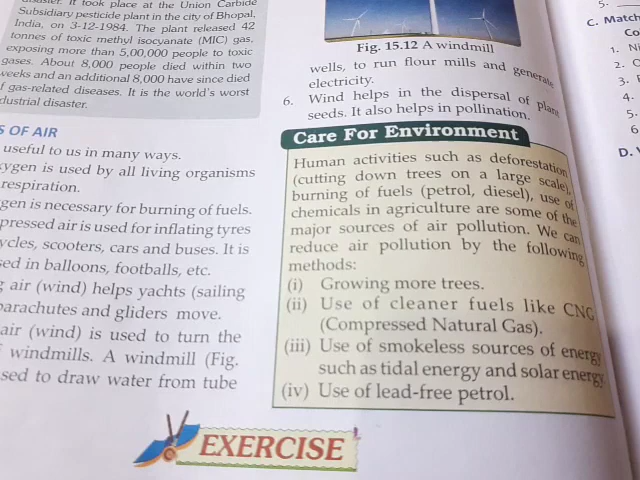 disaster. It took place at the Union Carbide
Subsidiary pesticide plant in the city of Bhopal,
India, on 3-12-1984. The plant released 42
tonnes of toxic methyl isocyanate (MIC) gas,
exposing more than 5,00,000 people to toxic
gases. About 8,000 people died within two
weeks and an additional 8,000 have since died
f gas-related diseases. It is the world's worst
dustrial disaster.
S OF AIR
useful to us in many ways.
xygen is used by all living organisms
respiration.
gen is necessary for burning of fuels.
pressed air is used for inflating tyres
ycles, scooters, cars and buses. It is
sed in balloons, footballs, etc.
g air (wind) helps yachts (sailing
parachutes and gliders move.
air (wind) is used to turn the
f windmills. A windmill (Fig.
sed to draw water from tube
Fig. 15.12 A windmill
wells, to run flour mills and generate
electricity.
6. Wind helps in the dispersal of plant
seeds. It also helps in pollination.
Care For Environment
Human activities such as deforestation
(cutting down trees on a large scale),
burning of fuels (petrol, diesel), use of
chemicals in agriculture are some of the
major sources of air pollution. We can
reduce air pollution by the following
methods:
(i) Growing more trees.
(ii) Use of cleaner fuels like CNG
(Compressed Natural Gas).
(iii) Use of smokeless sources of energy
such as tidal energy and solar energy.
(iv) Use of lead-free petrol.
EXERCISE
5.
C. Match
Co
1. Ni
2. C
3.
4.
5.
6
D.